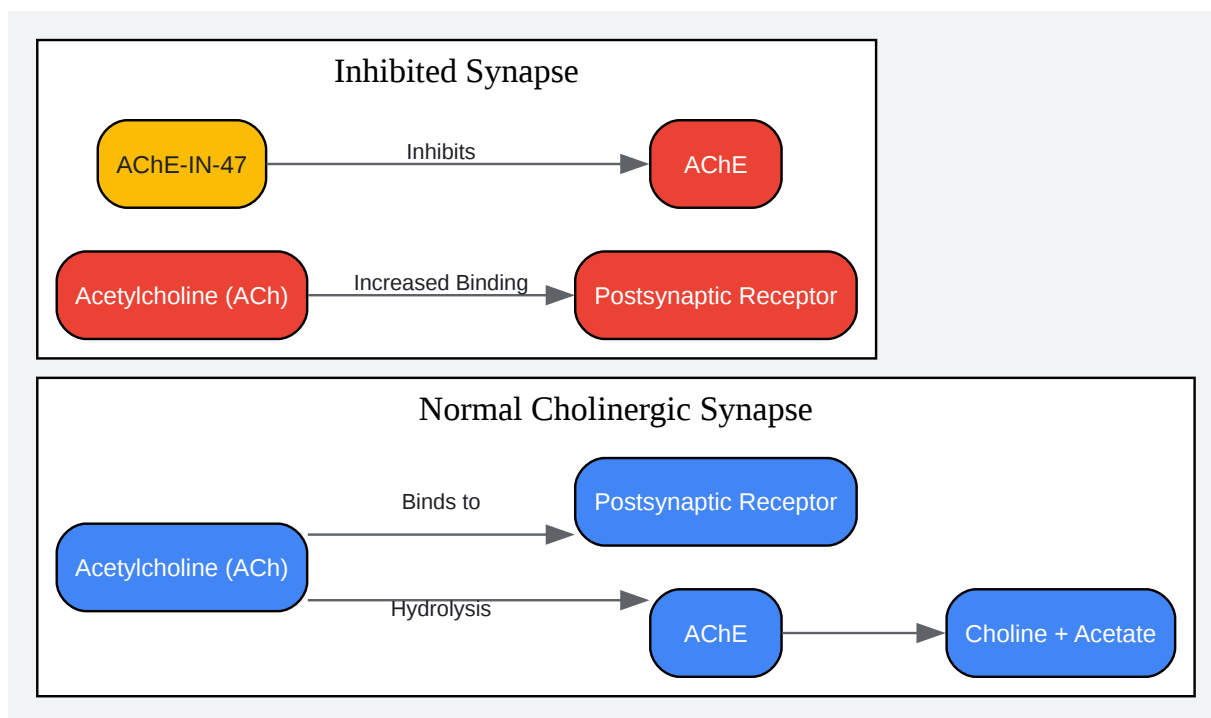 Inhibited Synapse
AChE-IN-47
Inhibits
AChE
Acetylcholine (ACh)
Increased Binding
Postsynaptic Receptor
Normal Cholinergic Synapse
Acetylcholine (ACh)
Binds to
Postsynaptic Receptor
Hydrolysis
AChE
Choline + Acetate